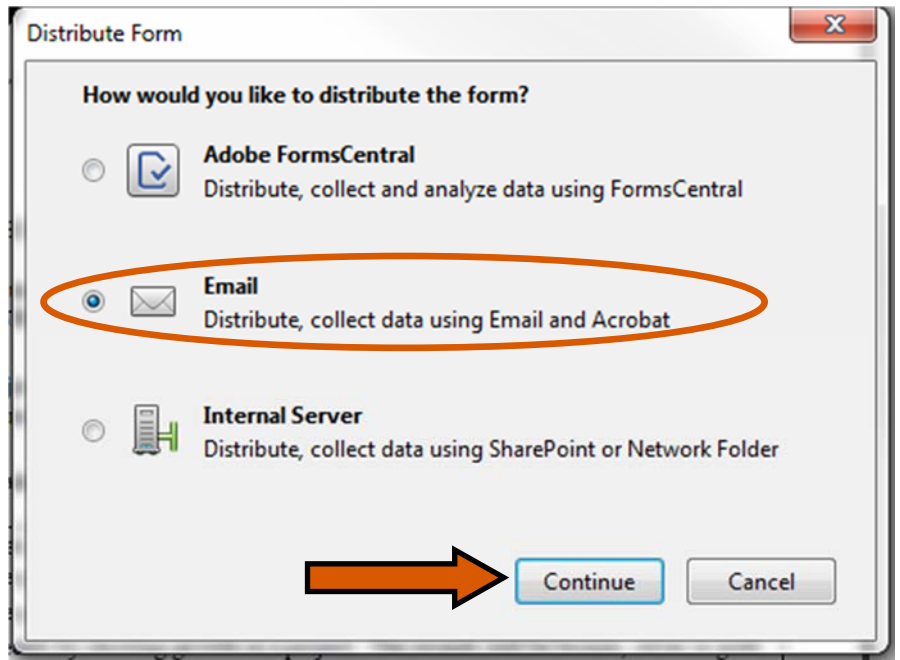 Distribute Form
How would you like to distribute the form?
Adobe FormsCentral
Distribute, collect and analyze data using FormsCentral
Email
Distribute, collect data using Email and Acrobat
Internal Server
Distribute, collect data using SharePoint or Network Folder
Continue Cancel